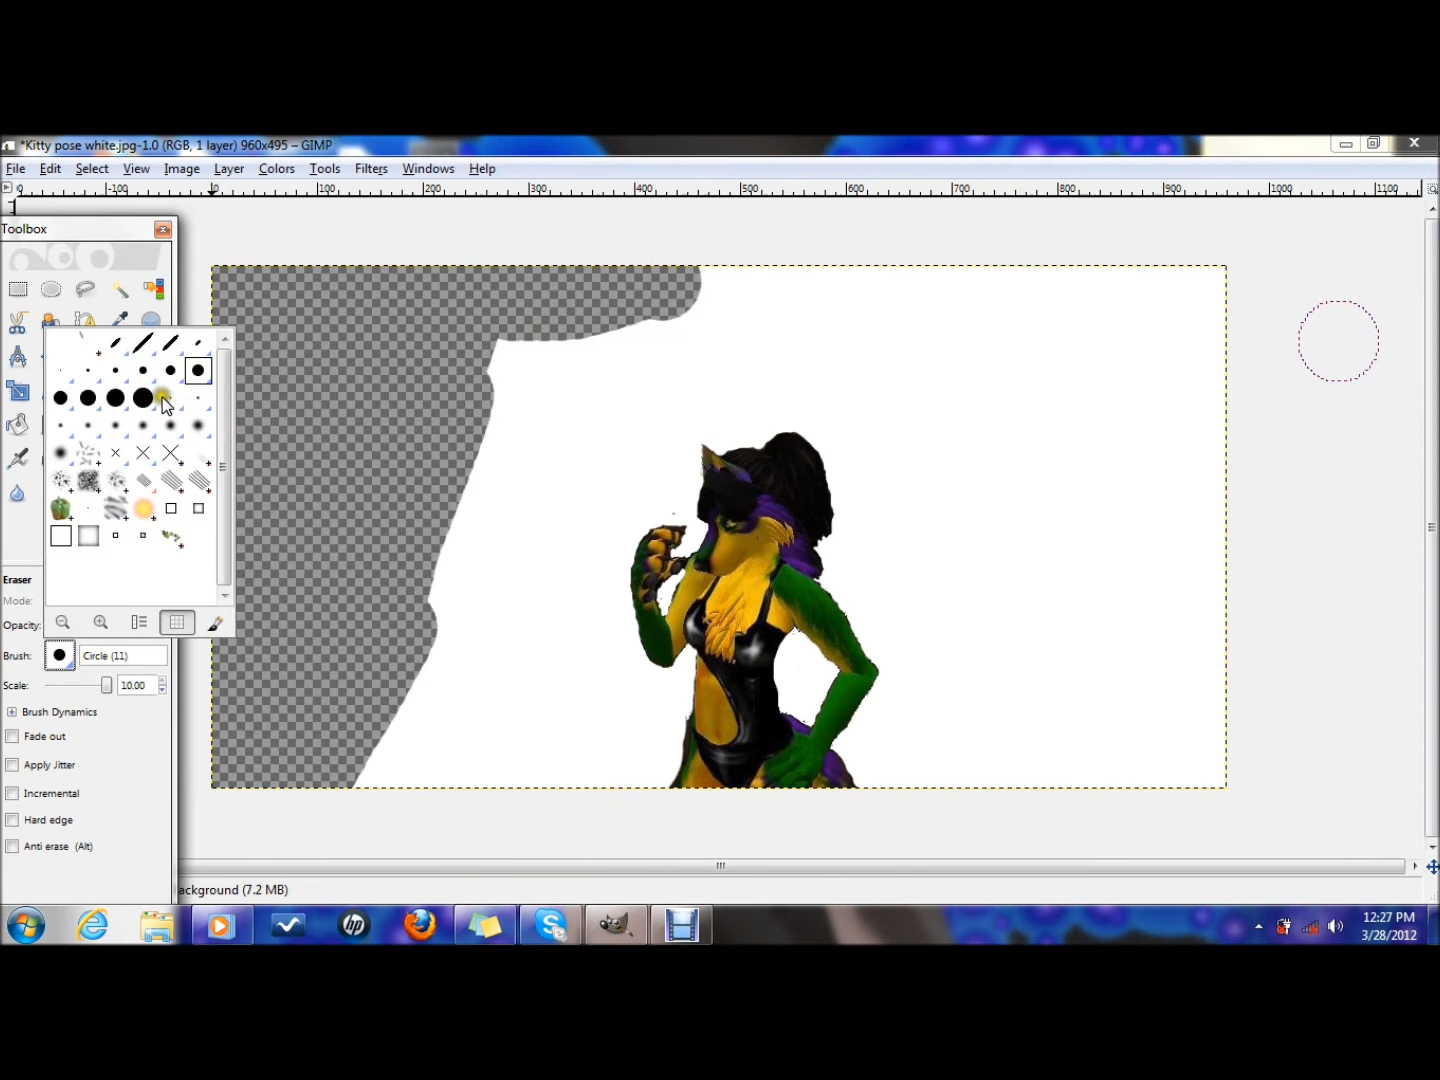 *Kitty pose white.jpg-1.0 (RGB, 1 layer) 960x495 – GIMP
File Edit Select View Image Layer Colors Tools Filters Windows Help
-100 0 100 200 300 400 500 600 700 800 900 1000 1100
Toolbox
Eraser
Mode:
Opacity:
Brush: Circle (11)
Scale: 10.00
Brush Dynamics
Fade out
Apply Jitter
Incremental
Hard edge
Anti erase (Alt)
ackground (7.2 MB)
hp
12:27 PM
3/28/2012